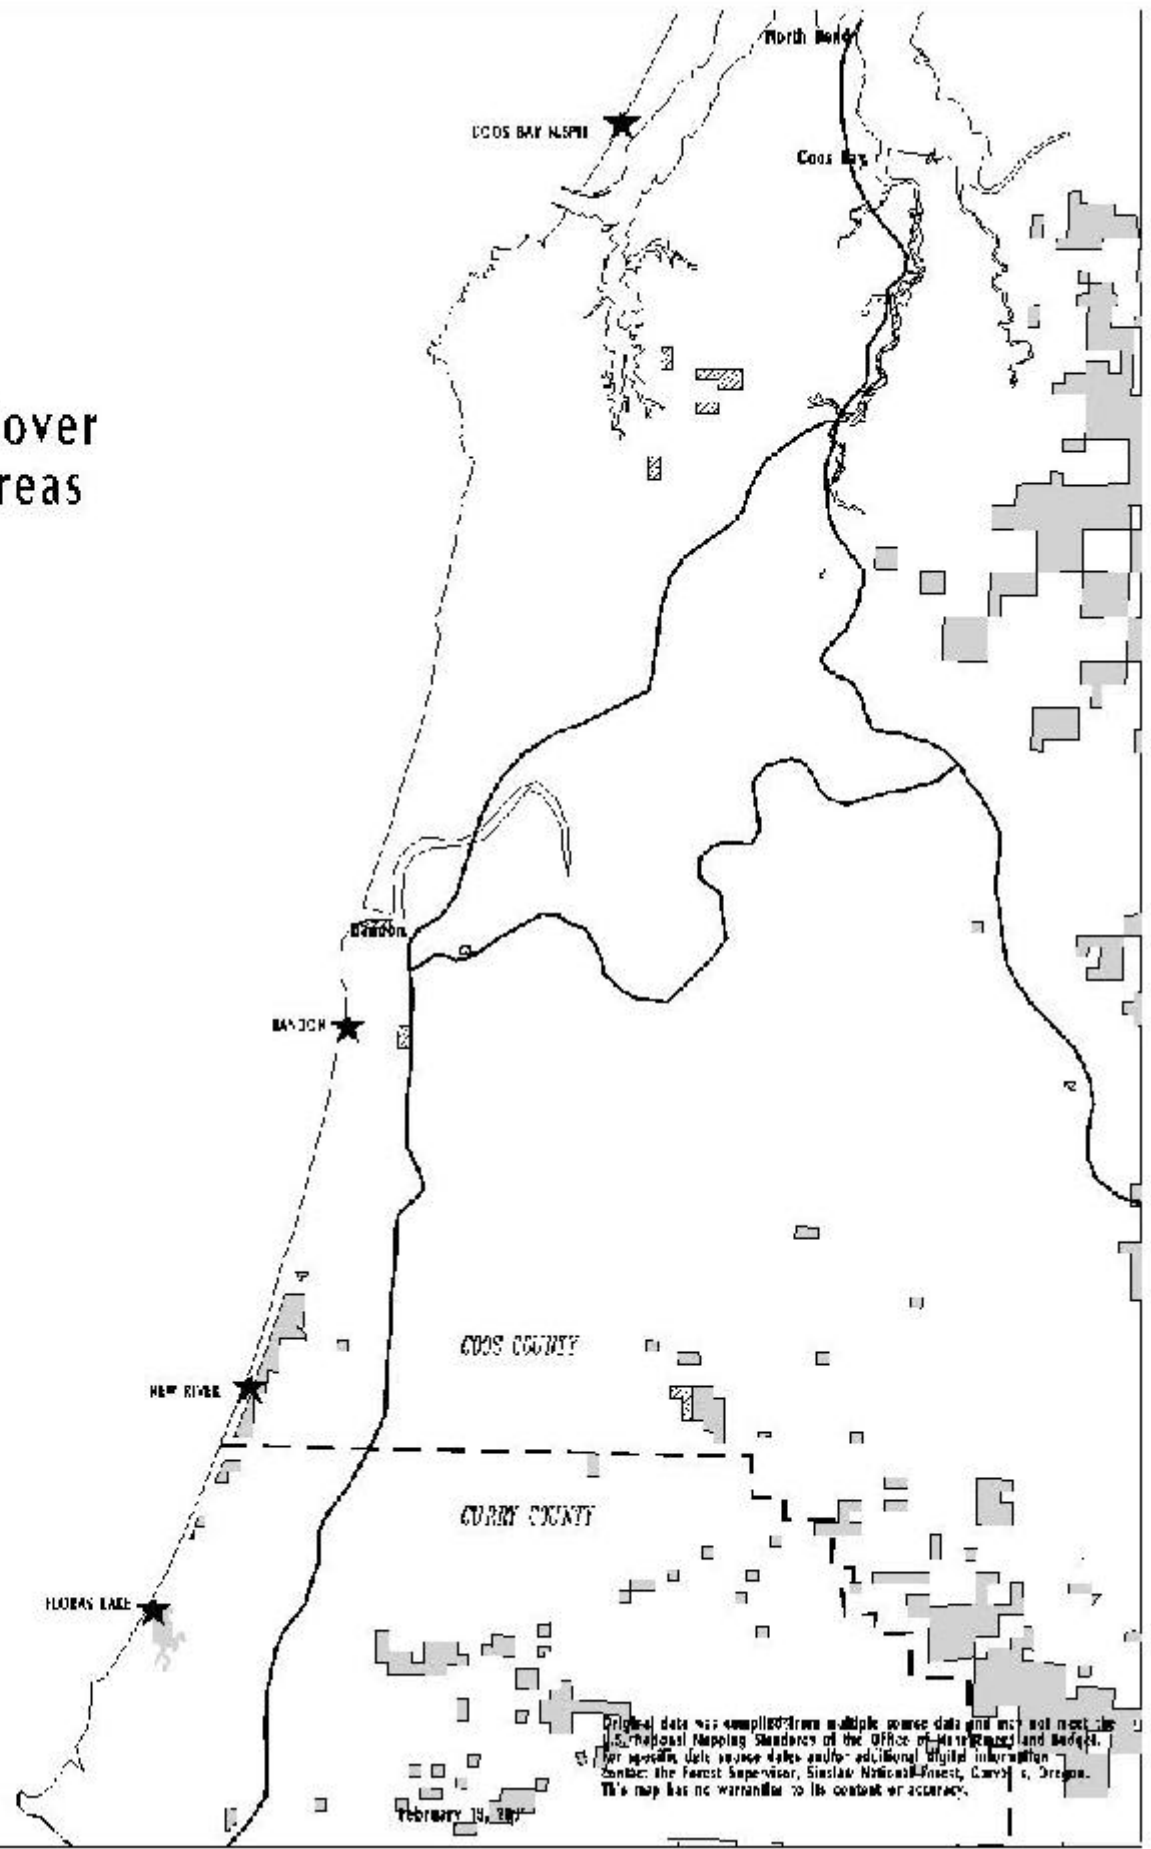 North Bend
COOS BAY N.SPIT
Coos Bay
over
reas
Bandon
BANDON
COOS COUNTY
NEW RIVER
CURRY COUNTY
FLORAS LAKE
Original data was compiled from multiple source data and may not meet the
U.S. National Mapping Standards of the Office of Management and Budget.
For specific data source dates and/or additional digital information
contact the Forest Supervisor, Siuslaw National Forest, Corvallis, Oregon.
This map has no warranties to its content or accuracy.
February